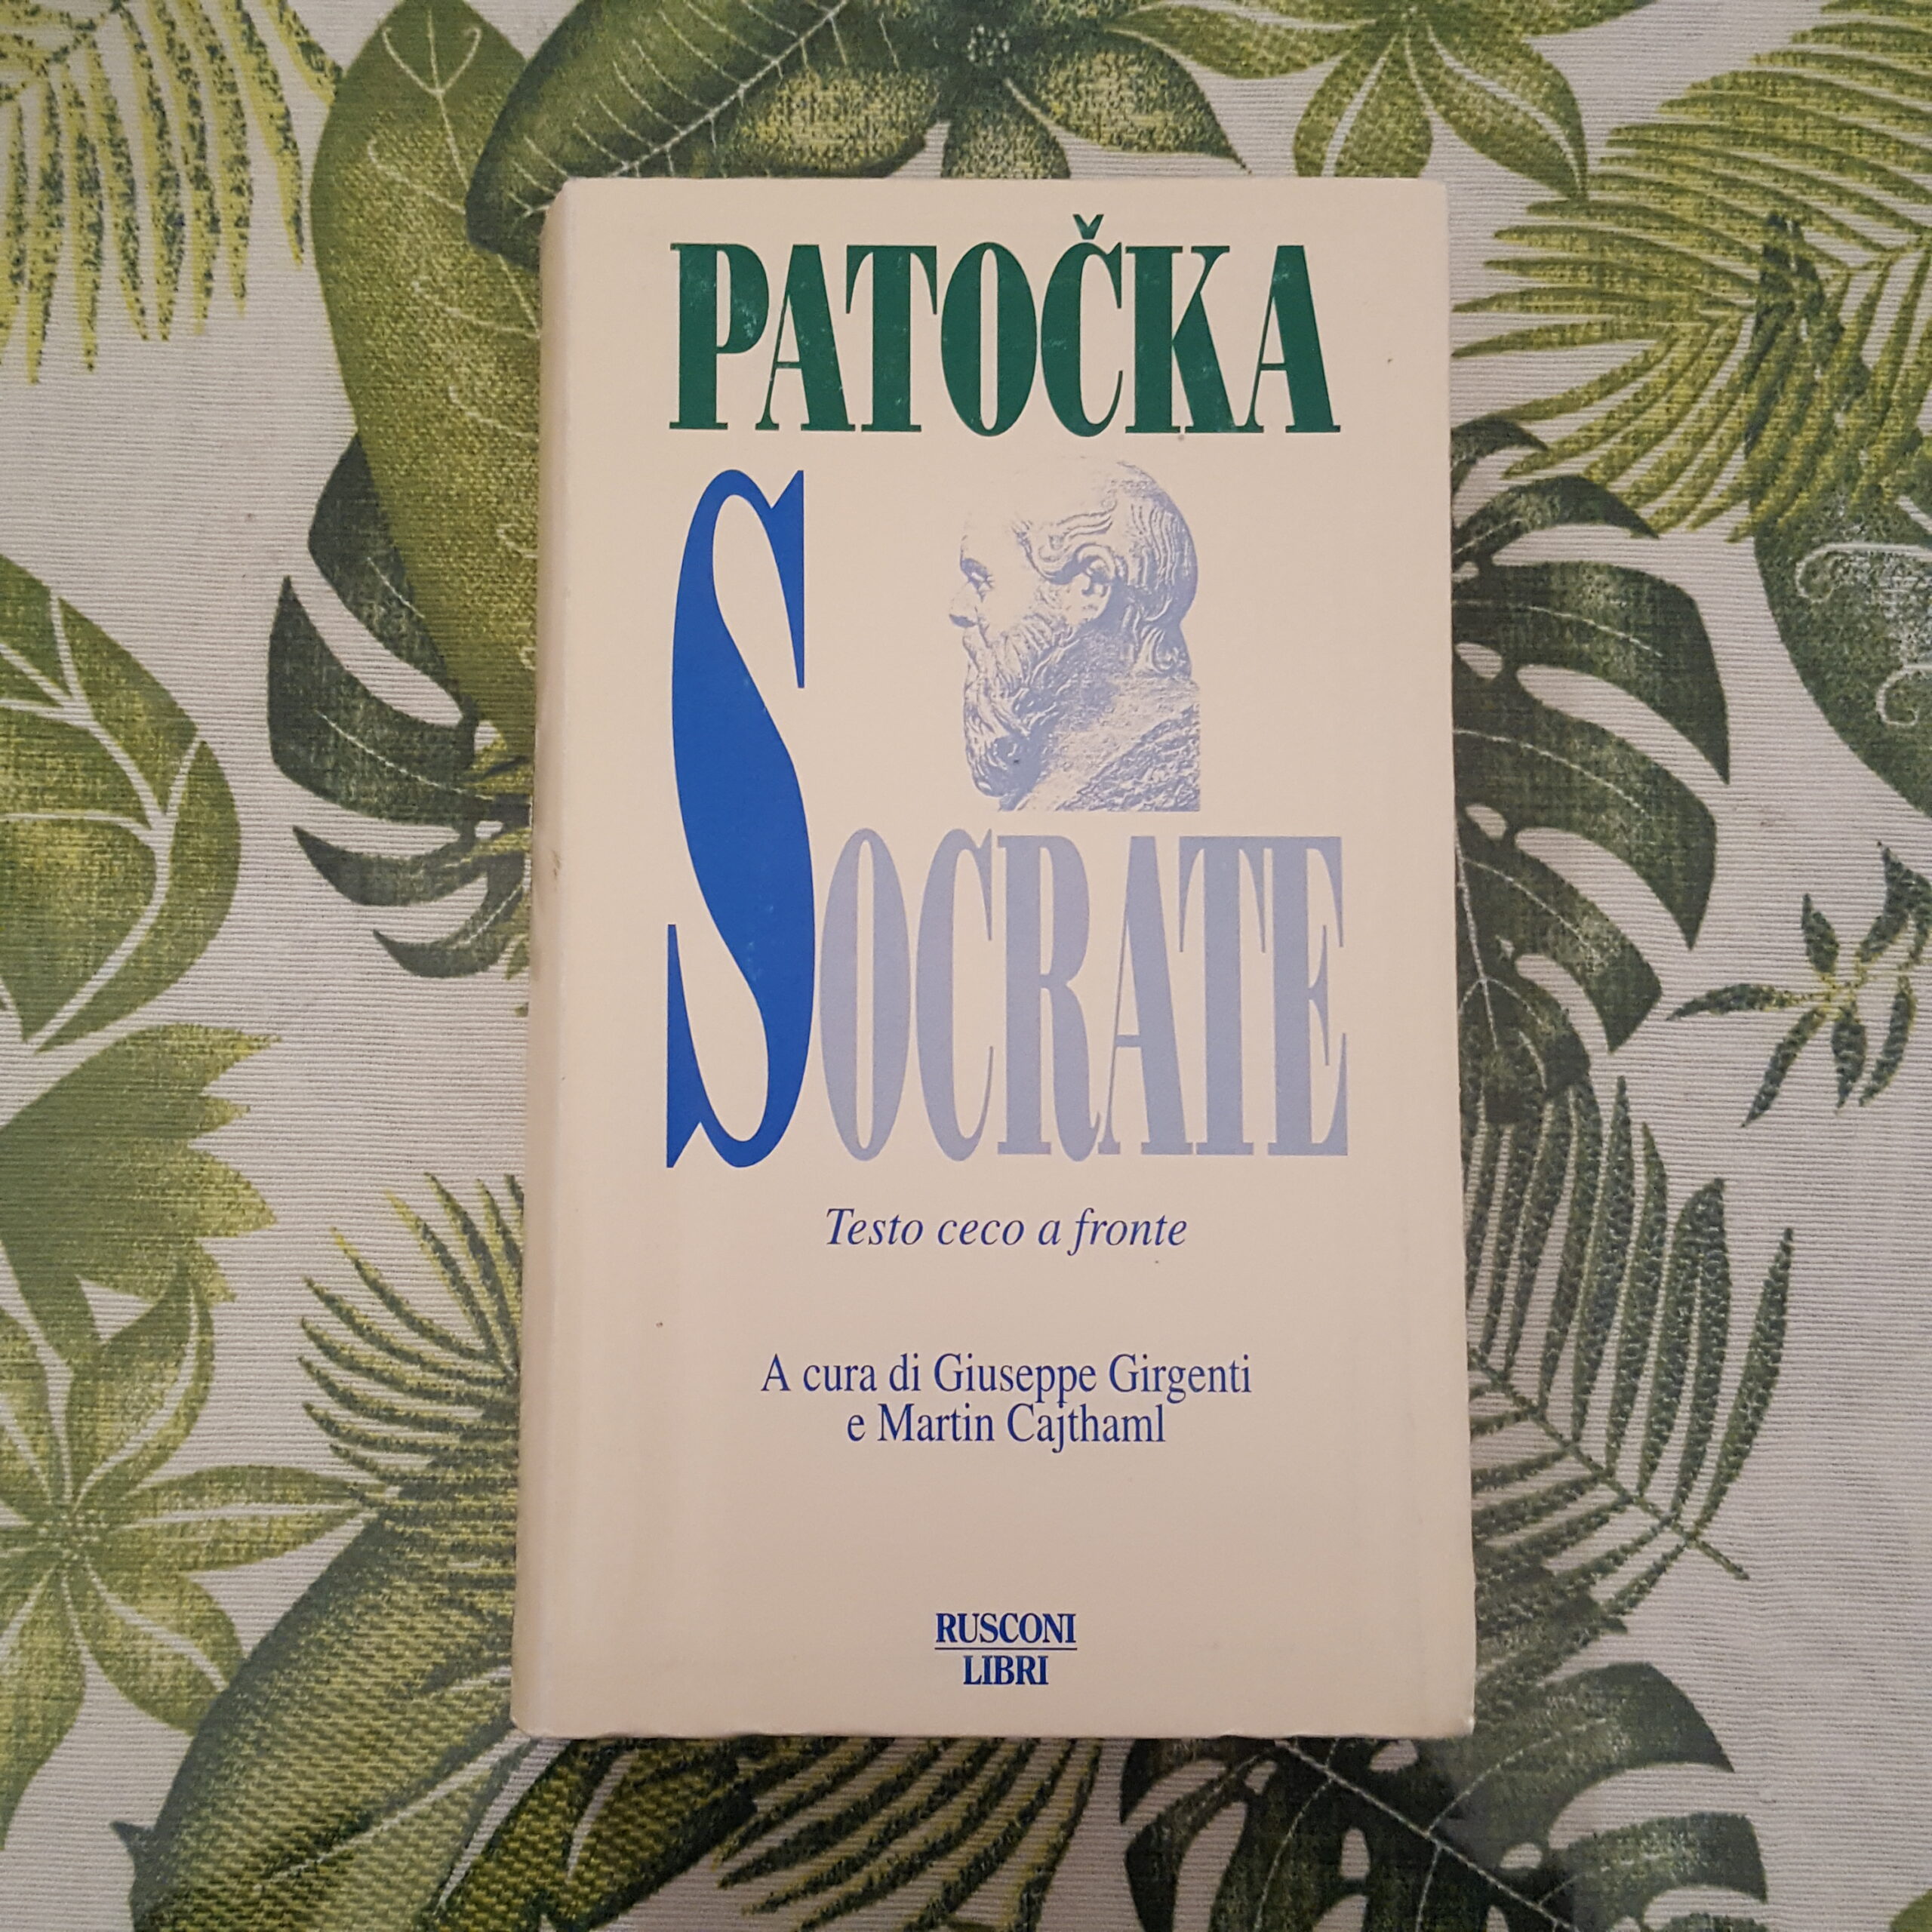 PATOČKA
SOCRATE
Testo ceco a fronte
A cura di Giuseppe Girgenti
e Martin Cajthaml
RUSCONI
LIBRI